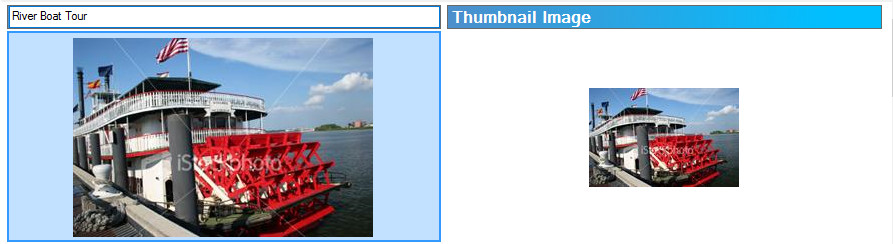 River Boat Tour
Thumbnail Image
iStockphoto
iStockphoto